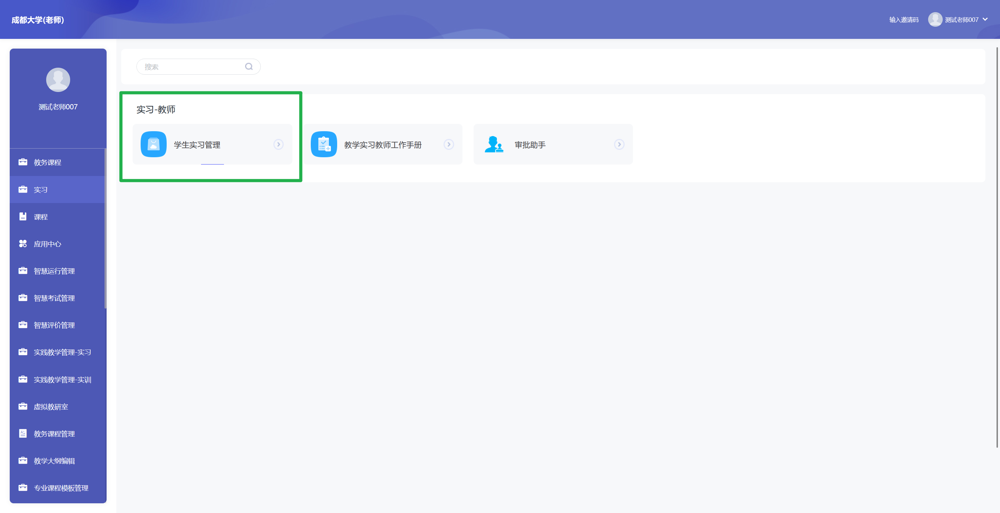 成都大学(老师)
输入邀请码
测试老师007
测试老师007
教务课程
实习
课程
应用中心
智慧运行管理
智慧考试管理
智慧评价管理
实践教学管理-实习
实践教学管理-实训
虚拟教研室
教务课程管理
教学大纲编辑
专业课程模板管理
搜索
实习-教师
学生实习管理
教学实习教师工作手册
审批助手